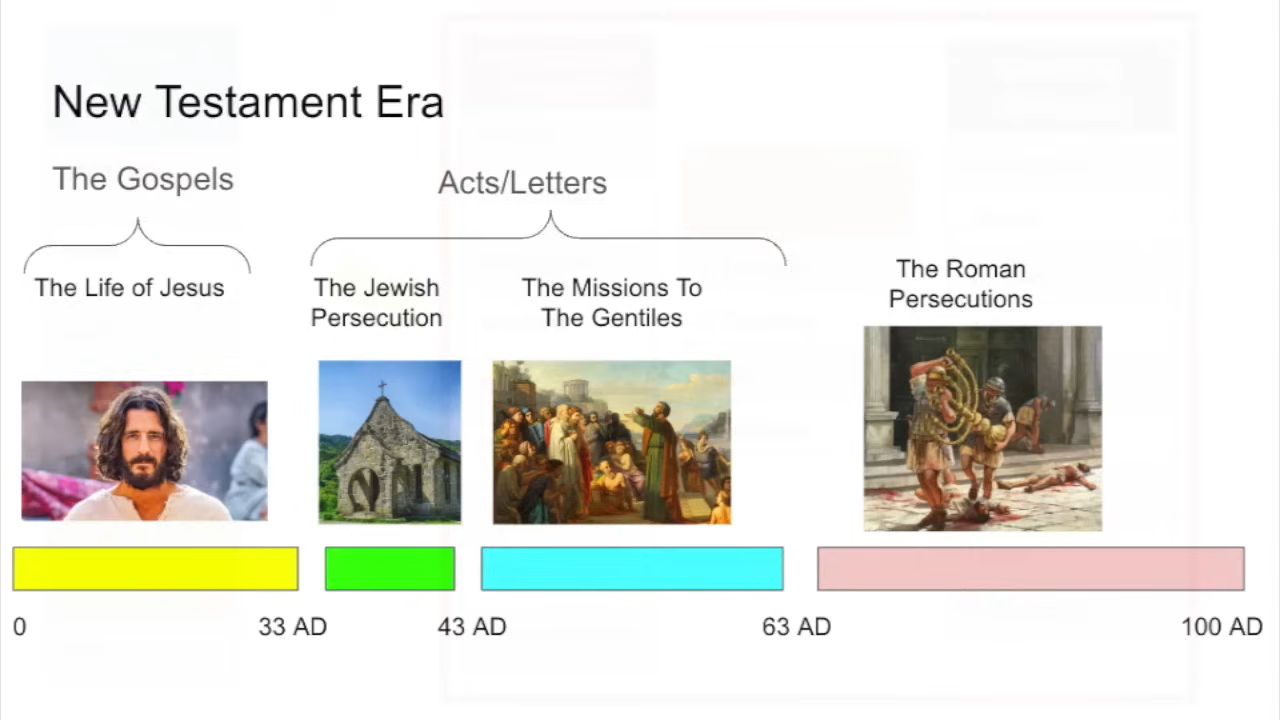 New Testament Era
The Gospels
Acts/Letters
The Life of Jesus
The Jewish
Persecution
The Missions To
The Gentiles
The Roman
Persecutions
0
33 AD
43 AD
63 AD
100 AD